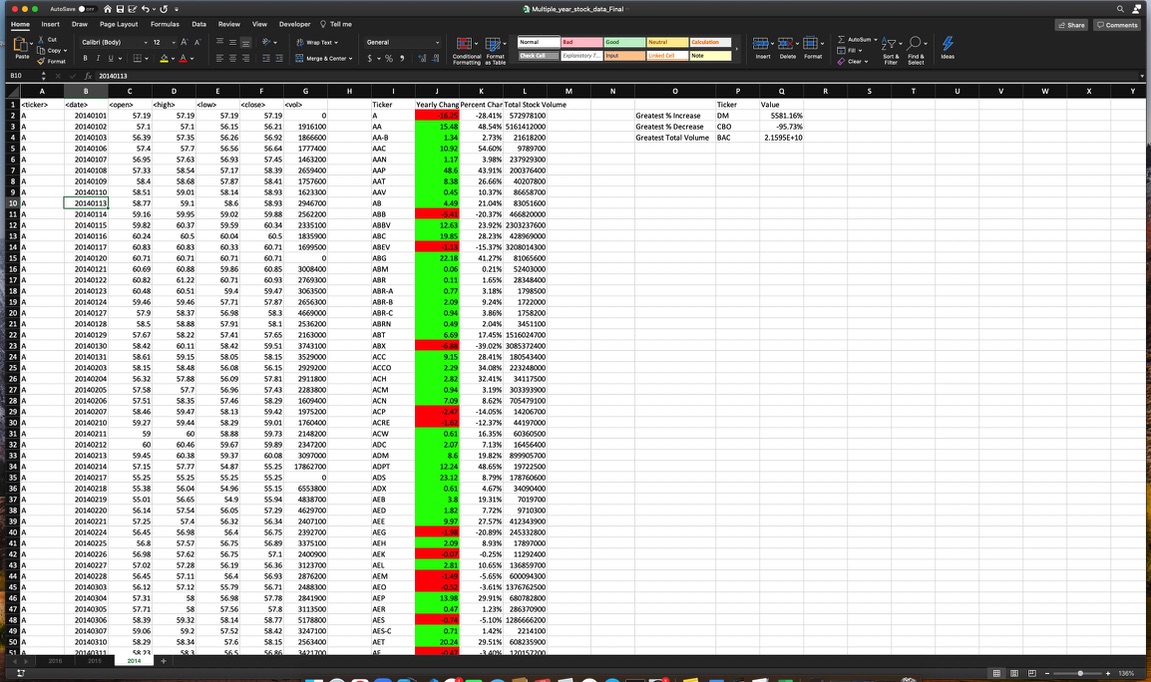 AutoSave OFF Multiple_year_stock_data_Final
Home Insert Draw Page Layout Formulas Data Review View Developer Tell me Share Comments
Paste Cut Copy Format Calibri (Body) 12 Wrap Text Merge & Center General Conditional Formatting Format as Table Normal Bad Good Neutral Calculation Check Cell Explanatory T... Input Linked Cell Note Insert Delete Format AutoSum Fill Clear Sort & Filter Find & Select Ideas
B10 fx 20140113
A B C D E F G H I J K L M N O P Q R S T U V W X Y
1 <ticker> <date> <open> <high> <low> <close> <vol> Ticker Yearly Chang Percent Char Total Stock Volume Ticker Value
2 A 20140101 57.19 57.19 57.19 57.19 0 A -16.25 -28.41% 572978100 Greatest % Increase DM 5581.16%
3 A 20140102 57.1 57.1 56.15 56.21 1916100 AA 15.48 48.54% 5161412000 Greatest % Decrease CBO -95.73%
4 A 20140103 56.39 57.35 56.26 56.92 1866600 AA-B 1.34 2.73% 21618200 Greatest Total Volume BAC 2.1595E+10
5 A 20140106 57.4 57.7 56.56 56.64 1777400 AAC 10.92 54.60% 9789700
6 A 20140107 56.95 57.63 56.93 57.45 1463200 AAN 1.17 3.98% 237929300
7 A 20140108 57.33 58.54 57.17 58.39 2659400 AAP 48.6 43.91% 200376400
8 A 20140109 58.4 58.68 57.87 58.41 1757600 AAT 8.38 26.66% 40207800
9 A 20140110 58.51 59.01 58.14 58.93 1623300 AAV 0.45 10.37% 86658700
10 A 20140113 58.77 59.1 58.6 58.93 2946700 AB 4.49 21.04% 83051600
11 A 20140114 59.16 59.95 59.02 59.88 2562200 ABB -5.41 -20.37% 466820000
12 A 20140115 59.82 60.37 59.59 60.34 2335100 ABBV 12.63 23.92% 2303237600
13 A 20140116 60.24 60.5 60.04 60.5 1835900 ABC 19.85 28.23% 428969000
14 A 20140117 60.83 60.83 60.33 60.71 1699500 ABEV -1.13 -15.37% 3208014300
15 A 20140120 60.71 60.71 60.71 60.71 0 ABG 22.18 41.27% 81065600
16 A 20140121 60.69 60.88 59.86 60.85 3008400 ABM 0.06 0.21% 52403000
17 A 20140122 60.82 61.22 60.71 60.93 2769300 ABR 0.11 1.65% 28348400
18 A 20140123 60.48 60.51 59.4 59.47 3063500 ABR-A 0.77 3.18% 1798500
19 A 20140124 59.46 59.46 57.71 57.87 2656300 ABR-B 2.09 9.24% 1722000
20 A 20140127 57.9 58.37 56.98 58.3 4669000 ABR-C 0.94 3.86% 1758200
21 A 20140128 58.5 58.88 57.91 58.1 2536200 ABRN 0.49 2.04% 3451100
22 A 20140129 57.67 58.22 57.41 57.65 2163000 ABT 6.69 17.45% 1516024700
23 A 20140130 58.42 60.11 58.42 59.51 3743100 ABX -6.88 -39.02% 3085372400
24 A 20140131 58.61 59.15 58.05 58.15 3529000 ACC 9.15 28.41% 180543400
25 A 20140203 58.15 58.48 56.08 56.15 2929200 ACCO 2.29 34.08% 223248000
26 A 20140204 56.32 57.88 56.09 57.81 2911800 ACH 2.82 32.41% 34117500
27 A 20140205 57.58 57.7 56.96 57.43 2283800 ACM 0.94 3.19% 303393900
28 A 20140206 57.51 58.35 57.46 58.29 1609400 ACN 7.09 8.62% 705479100
29 A 20140207 58.46 59.47 58.13 59.42 1975200 ACP -2.47 -14.05% 14206700
30 A 20140210 59.27 59.44 58.29 59.01 1760400 ACRE -1.62 -12.37% 44197000
31 A 20140211 59 60 58.88 59.73 2148200 ACW 0.61 16.35% 60360500
32 A 20140212 60 60.46 59.67 59.89 2347200 ADC 2.07 7.13% 16456400
33 A 20140213 59.45 60.38 59.37 60.08 3097000 ADM 8.6 19.82% 899905700
34 A 20140214 57.15 57.77 54.87 55.25 17862700 ADPT 12.24 48.65% 19722500
35 A 20140217 55.25 55.25 55.25 55.25 0 ADS 23.12 8.79% 178760600
36 A 20140218 55.38 56.04 54.96 55.15 6553800 ADX 0.61 4.67% 34090400
37 A 20140219 55.01 56.65 54.9 55.94 4838700 AEB 3.8 19.31% 7019700
38 A 20140220 56.14 57.54 56.05 57.29 4629700 AED 1.82 7.72% 9710300
39 A 20140221 57.25 57.4 56.32 56.34 2407100 AEE 9.97 27.57% 412343900
40 A 20140224 56.45 56.98 56.4 56.75 2392700 AEG -1.98 -20.89% 245332800
41 A 20140225 56.8 57.57 56.75 56.89 3375100 AEH 2.09 8.93% 17897000
42 A 20140226 56.98 57.62 56.75 57.1 2400900 AEK -0.07 -0.25% 11292400
43 A 20140227 57.02 57.28 56.19 56.36 3123700 AEL 2.81 10.65% 136859700
44 A 20140228 56.45 57.11 56.4 56.93 2876200 AEM -1.49 -5.65% 600094300
45 A 20140303 56.12 57.12 55.79 56.71 2488300 AEO -0.52 -3.61% 1376762500
46 A 20140304 57.31 58 56.98 57.78 2841900 AEP 13.98 29.91% 680782800
47 A 20140305 57.71 58 57.56 57.8 3113500 AER 0.47 1.23% 286370900
48 A 20140306 58.39 59.32 58.14 58.77 5178800 AES -0.74 -5.10% 1286666200
49 A 20140307 59.06 59.2 57.52 58.42 3247100 AES-C 0.71 1.42% 2214100
50 A 20140310 58.29 58.34 57.6 58.15 2563400 AET 20.24 29.51% 608235900
51 A 20140311 58.23 58.3 56.5 56.86 3421700 AF -0.47 -3.40% 120157200
2016 2015 2014 +
136%